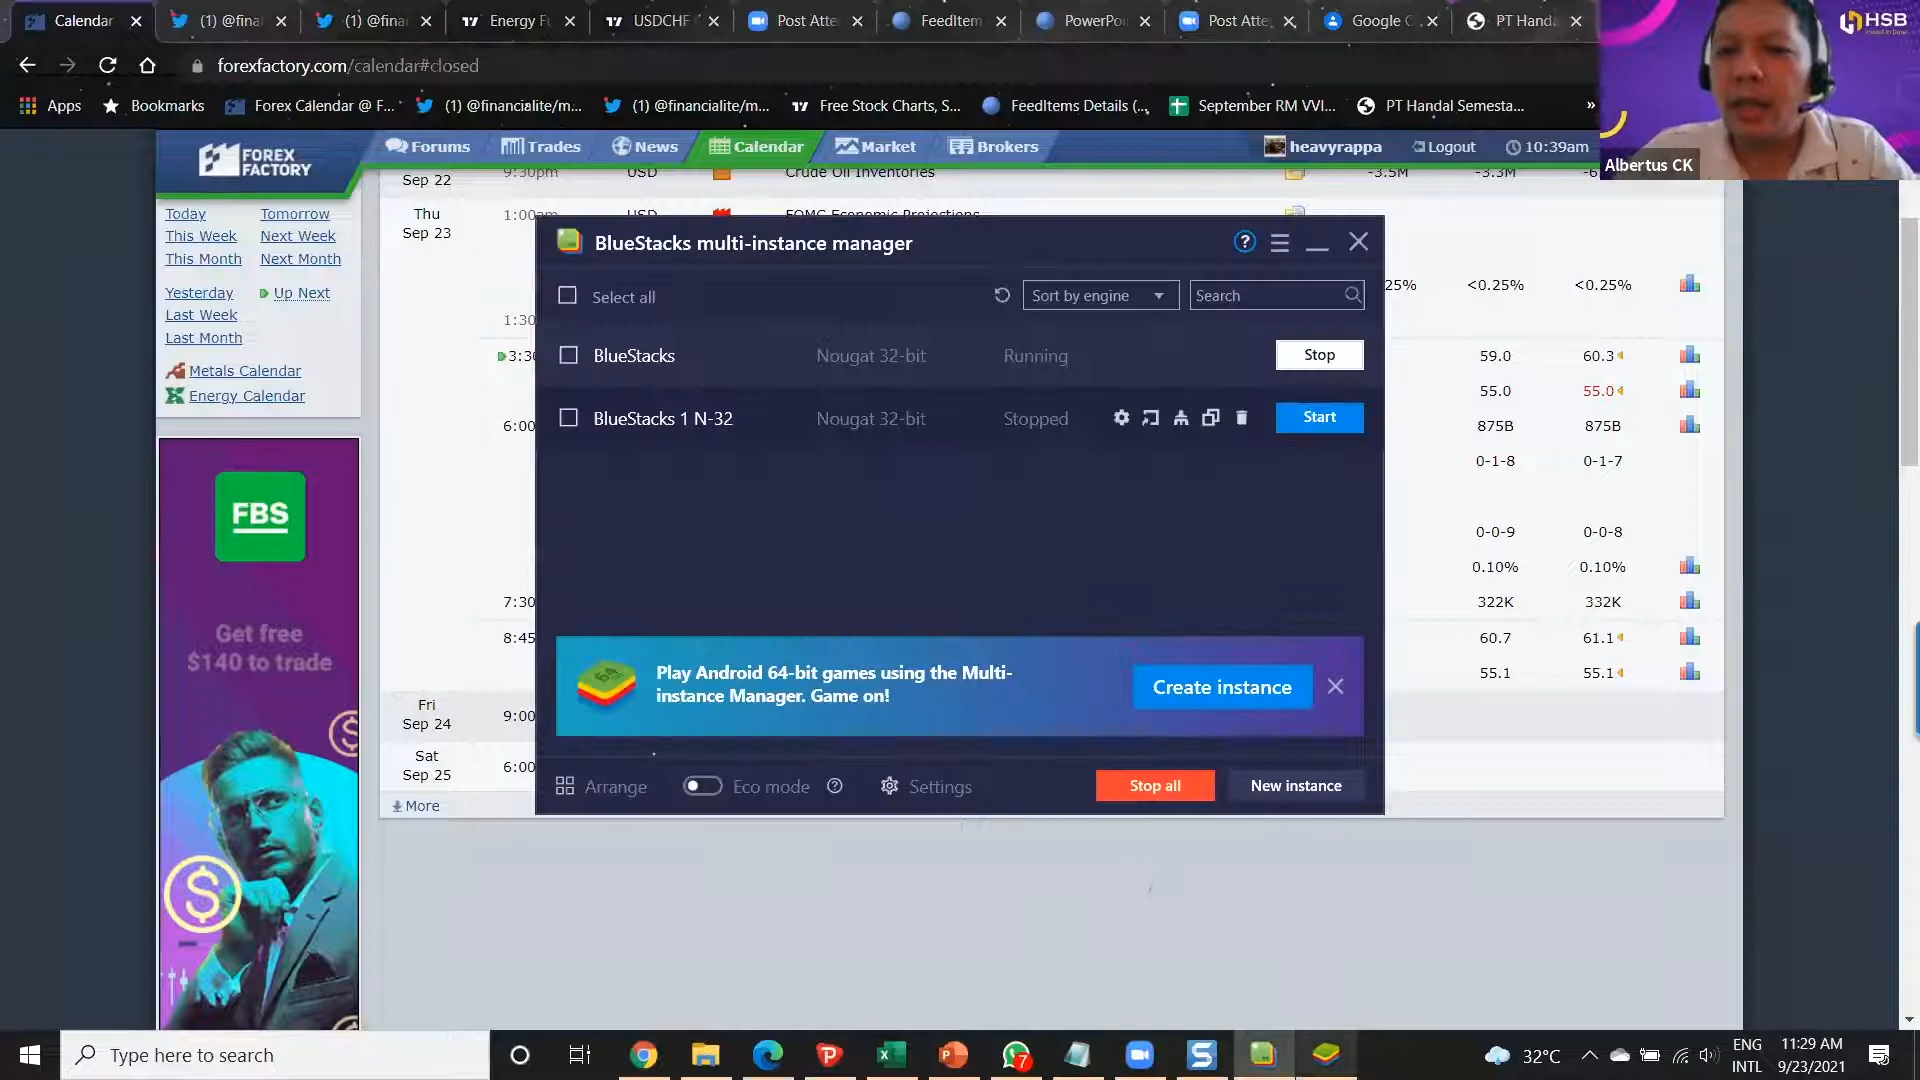 Calendar
(1) @finan
(1) @finan
Energy Fu
USDCHF
Post Atte
FeedItem
PowerPoi
Post Atte
Google C
PT Handa
HSB
forexfactory.com/calendar#closed
Apps
Bookmarks
Forex Calendar @ F...
(1) @financialite/m...
(1) @financialite/m...
Free Stock Charts, S...
FeedItems Details (...
September RM VVI...
PT Handal Semesta...
»
Albertus CK
FOREX
FACTORY
Forums
Trades
News
Calendar
Market
Brokers
heavyrappa
Logout
10:39am
Sep 22
9:30pm
USD
Crude Oil Inventories
-3.5M
-3.3M
Today
Tomorrow
This Week
Next Week
This Month
Next Month
Yesterday
Up Next
Last Week
Last Month
Metals Calendar
Energy Calendar
Thu
Sep 23
1:00am
USD
FOMC Economic Projections
25%
<0.25%
<0.25%
1:30
3:30
59.0
60.3
55.0
55.0
6:00
875B
875B
0-1-8
0-1-7
0-0-9
0-0-8
0.10%
0.10%
7:30
322K
332K
8:45
60.7
61.1
55.1
55.1
Fri
Sep 24
9:00
Sat
Sep 25
6:00
More
BlueStacks multi-instance manager
?
Select all
Sort by engine
Search
BlueStacks
Nougat 32-bit
Running
Stop
BlueStacks 1 N-32
Nougat 32-bit
Stopped
Start
64
Play Android 64-bit games using the Multi-
instance Manager. Game on!
Create instance
Arrange
Eco mode
?
Settings
Stop all
New instance
FBS
Get free
$140 to trade
$
$
Type here to search
7
32°C
ENG
INTL
11:29 AM
9/23/2021